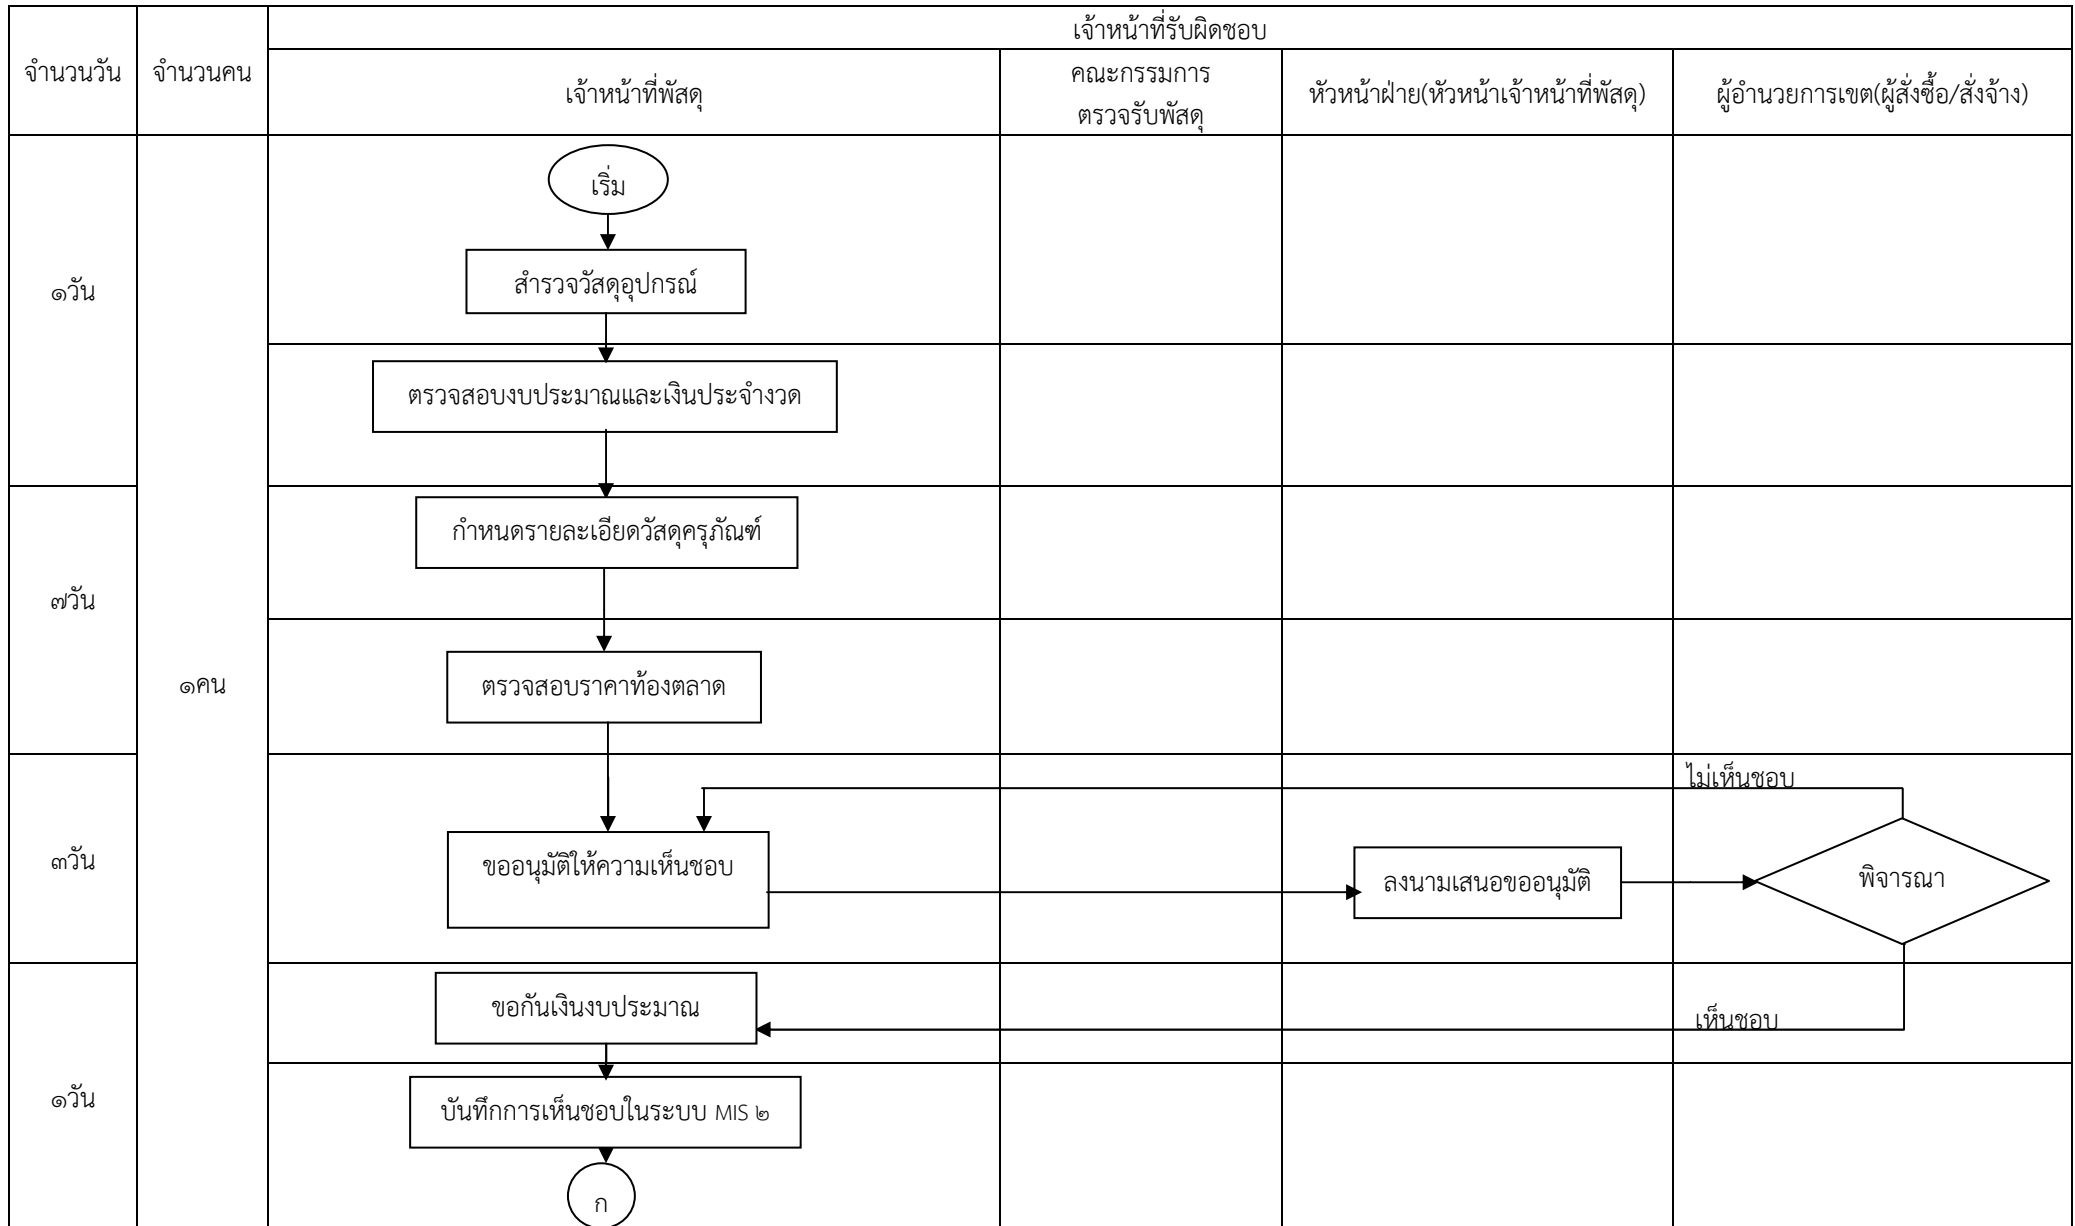 เจ้าหน้าที่รับผิดชอบ
จำนวนวัน
จำนวนคน
เจ้าหน้าที่พัสดุ
คณะกรรมการ
ตรวจรับพัสดุ
หัวหน้าฝ่าย(หัวหน้าเจ้าหน้าที่พัสดุ)
ผู้อำนวยการเขต(ผู้สั่งซื้อ/สั่งจ้าง)
เริ่ม
๑วัน
สำรวจวัสดุอุปกรณ์
ตรวจสอบงบประมาณและเงินประจำงวด
กำหนดรายละเอียดวัสดุครุภัณฑ์
๗วัน
๑คน
ตรวจสอบราคาท้องตลาด
ไม่เห็นชอบ
๓วัน
ขออนุมัติให้ความเห็นชอบ
ลงนามเสนอขออนุมัติ
พิจารณา
ขอกันเงินงบประมาณ
เห็นชอบ
๑วัน
บันทึกการเห็นชอบในระบบ MIS ๒
ก